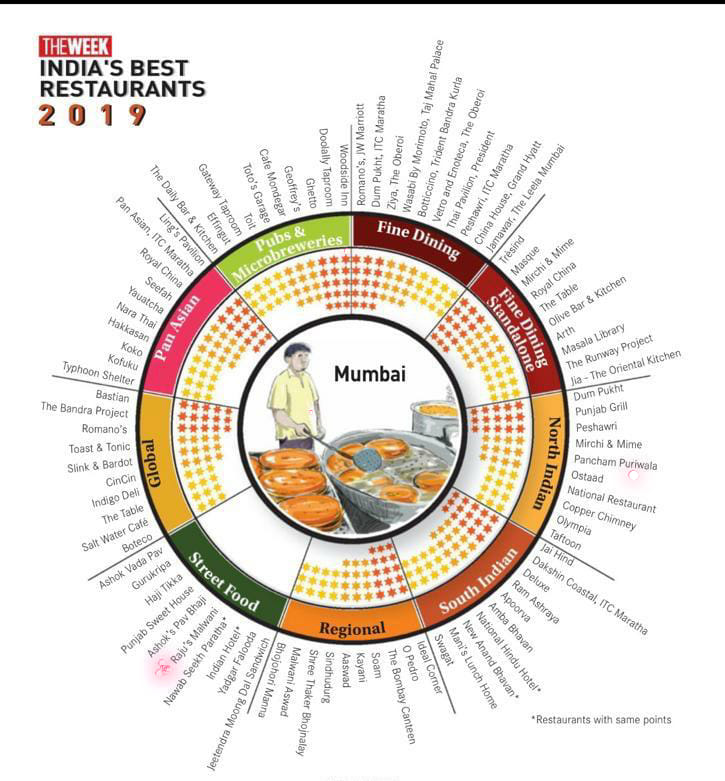 THE WEEK
INDIA'S BEST
RESTAURANTS
2019
Mumbai
Fine Dining
Romano's, JW Marriott
Dum Pukht, ITC Maratha
Ziya, The Oberoi
Wasabi By Morimoto, Taj Mahal Palace
Botticino, Trident Bandra Kurla
Vetro and Enoteca, The Oberoi
Thai Pavilion, President
Peshawri, ITC Maratha
China House, Grand Hyatt
Jamawar, The Leela Mumbai
Fine Dining
Standalone
Trèsind
Masque
Mirchi & Mime
Royal China
The Table
Olive Bar & Kitchen
Arth
Masala Library
The Runway Project
Jia - The Oriental Kitchen
North Indian
Dum Pukht
Punjab Grill
Peshawri
Mirchi & Mime
Pancham Puriwala
Ostaad
National Restaurant
Copper Chimney
Olympia
Taftoon
South Indian
Jai Hind
Dakshin Coastal, ITC Maratha
Deluxe
Ram Ashraya
Apoorva
Amba Bhavan
National Hindu Hotel*
New Anand Bhavan*
Mani's Lunch Home
Swagat
Regional
Ideal Corner
O Pedro
The Bombay Canteen
Soam
Kayani
Aaswad
Sindhudurg
Shree Thaker Bhojnalay
Malwani Aswad
Bhojohori Manna
Street Food
Jeetendra Moong Dal Sandwich
Yadgar Falooda
Indian Hotel*
Nawab Seekh Paratha*
Raju's Malwani
Ashok's Pav Bhaji
Punjab Sweet House
Haji Tikka
Gurukripa
Ashok Vada Pav
Global
Boteco
Salt Water Café
The Table
Indigo Deli
CinCin
Slink & Bardot
Toast & Tonic
Romano's
The Bandra Project
Bastian
Pan Asian
Typhoon Shelter
Kofuku
Koko
Hakkasan
Nara Thai
Yauatcha
Seefah
Royal China
Pan Asian, ITC Maratha
Ling's Pavilion
Pubs &
Microbreweries
The Daily Bar & Kitchen
Effingut
Gateway Taproom
Toit
Toto's Garage
Cafe Mondegar
Geoffrey's
Ghetto
Doolally Taproom
Woodside Inn
*Restaurants with same points